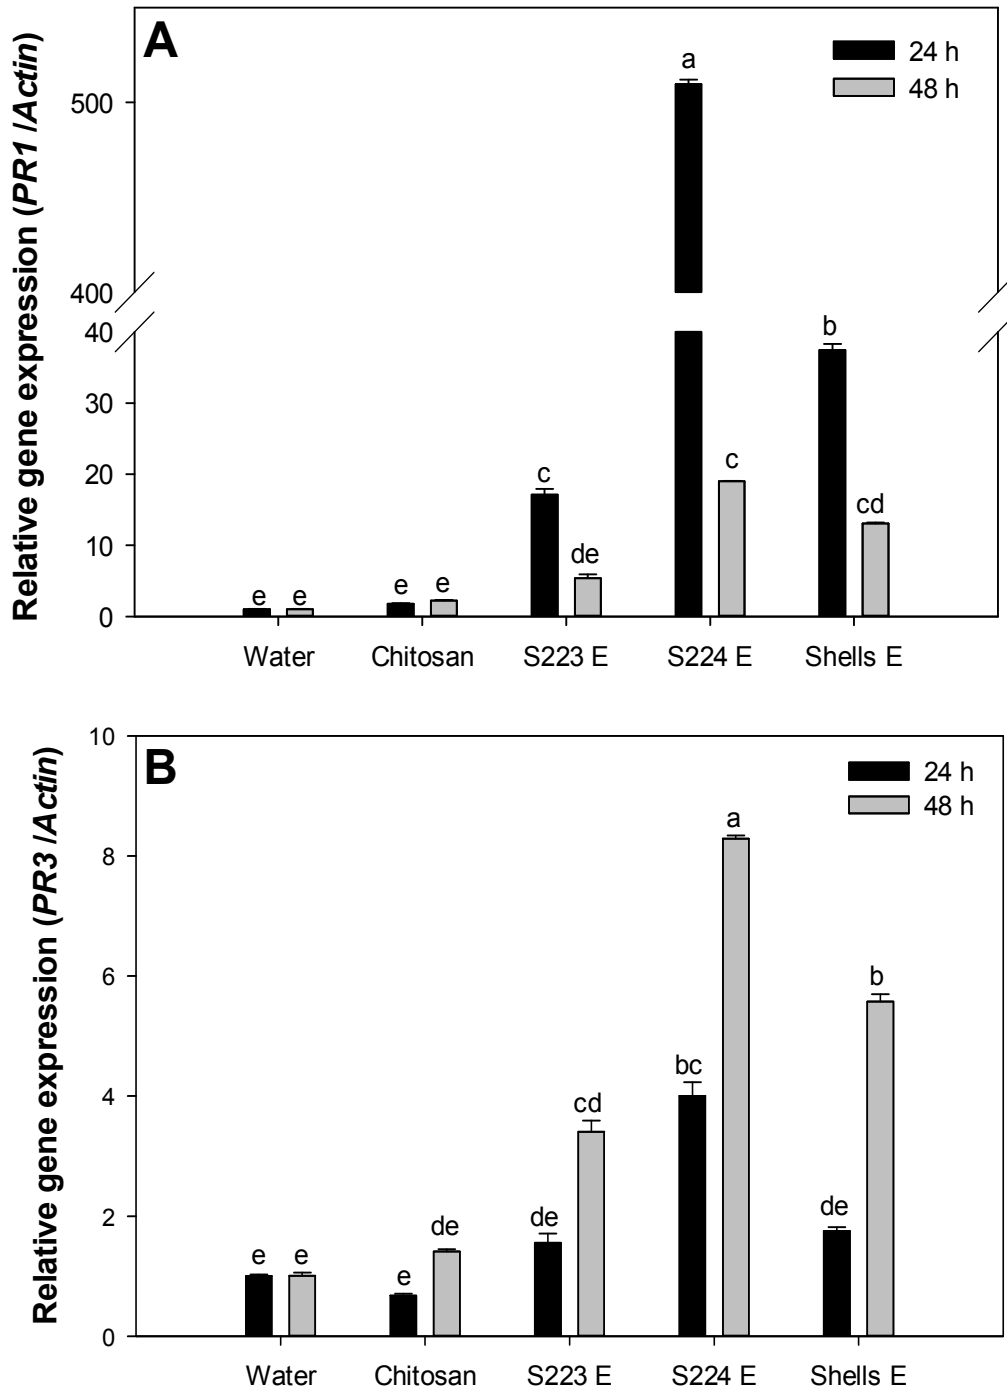 A
24 h
48 h
Relative gene expression (PR1 /Actin)
500
400
40
30
20
10
0
e
e
e
e
c
de
a
c
b
cd
Water
Chitosan
S223 E
S224 E
Shells E
B
24 h
48 h
Relative gene expression (PR3 /Actin)
10
8
6
4
2
0
e
e
e
de
de
cd
bc
a
de
b
Water
Chitosan
S223 E
S224 E
Shells E